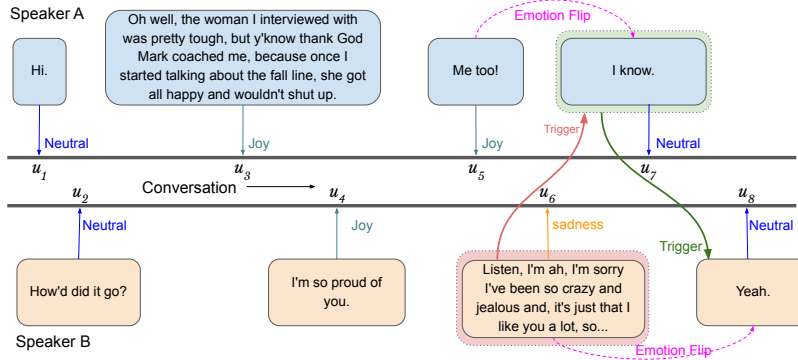 Speaker A
Emotion Flip
Hi.
Oh well, the woman I interviewed with
was pretty tough, but y'know thank God
Mark coached me, because once I
started talking about the fall line, she got
all happy and wouldn't shut up.
Me too!
I know.
Neutral
Joy
Joy
Trigger
Neutral
u1
u3
u5
u7
u2
Conversation
u4
u6
u8
Neutral
Joy
sadness
Neutral
Trigger
How'd did it go?
I'm so proud of
you.
Listen, I'm ah, I'm sorry
I've been so crazy and
jealous and, it's just that I
like you a lot, so...
Yeah.
Speaker B
Emotion Flip